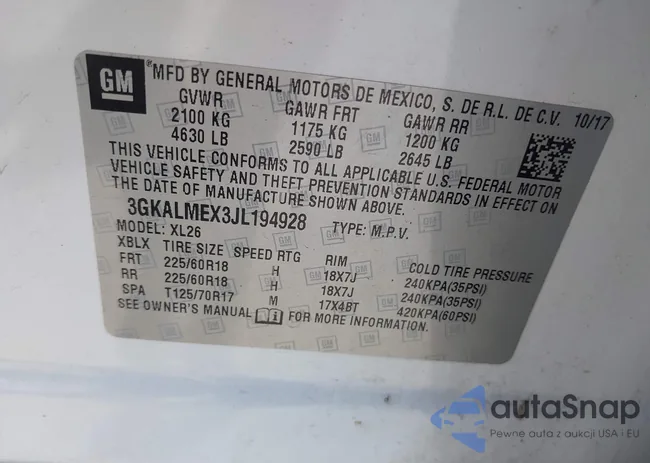 GM
®MFD BY GENERAL MOTORS DE MEXICO, S. DE R.L. DE C.V. 10/17
GVWR GAWR FRT GAWR RR
2100 KG 1175 KG 1200 KG
4630 LB 2590 LB 2645 LB
THIS VEHICLE CONFORMS TO ALL APPLICABLE U.S. FEDERAL MOTOR
VEHICLE SAFETY AND THEFT PREVENTION STANDARDS IN EFFECT ON
THE DATE OF MANUFACTURE SHOWN ABOVE.
3GKALMEX3JL194928 TYPE: M.P.V.
MODEL: XL26
XBLX TIRE SIZE SPEED RTG RIM COLD TIRE PRESSURE
FRT 225/60R18 H 18X7J 240KPA(35PSI)
RR 225/60R18 H 18X7J 240KPA(35PSI)
SPA T125/70R17 M 17X4BT 420KPA(60PSI)
SEE OWNER'S MANUAL FOR MORE INFORMATION.
autaSnap
Pewne auta z aukcji USA i EU